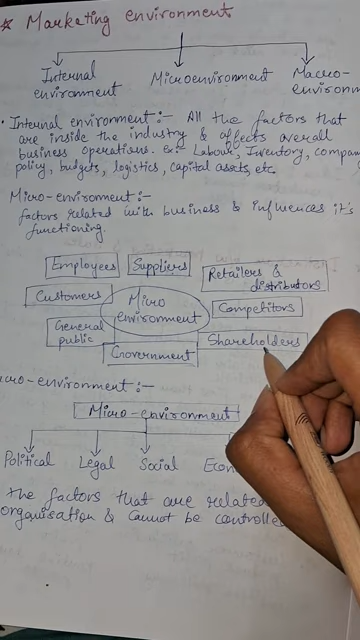 * Marketing environment
Internal Microenvironment Macro-
environment environm
• Internal environment:- All the factors that
are inside the industry & affects overall
business operations. ex:- Labour, Inventory, company
policy, budgets, logistics, capital assets, etc.
Micro-environment:-
factors related with business & influences it's
functioning.
Employees Suppliers Retailers &
distributors
Customers Micro
environment Competitors
General
public Shareholders
Government
cro-environment:-
Micro-environment
Political Legal Social Econ
the factors that are related
organisation & Cannot be controlle